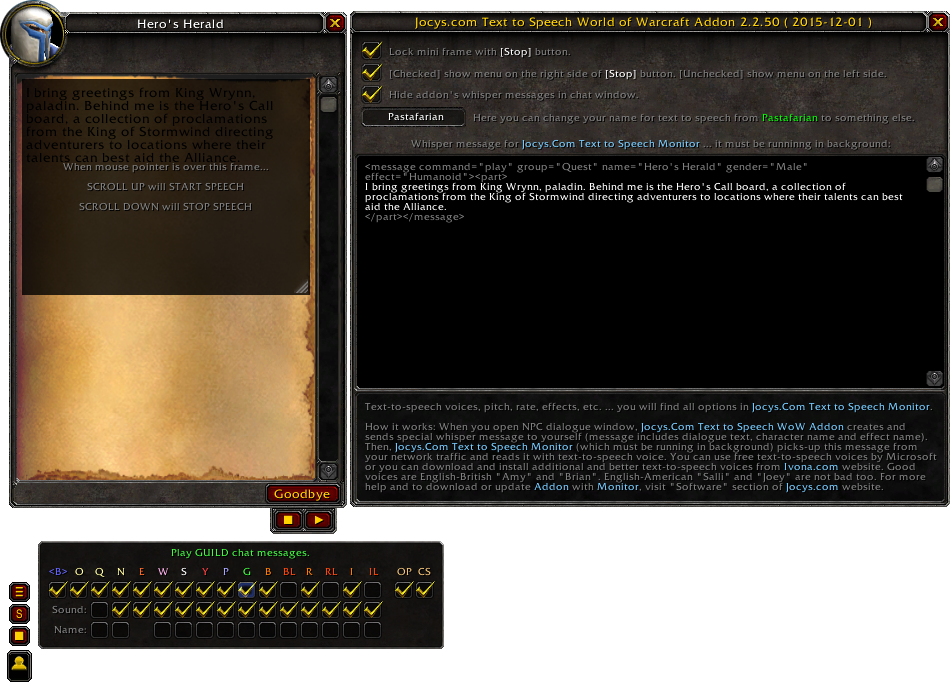 Hero's Herald
I bring greetings from King Wrynn,
paladin. Behind me is the Hero's Call
board, a collection of proclamations
from the King of Stormwind directing
adventurers to locations where their
talents can best aid the Alliance.
When mouse pointer is over this frame...
SCROLL UP will START SPEECH
SCROLL DOWN will STOP SPEECH
Goodbye
Jocys.com Text to Speech World of Warcraft Addon 2.2.50 ( 2015-12-01 )
Lock mini frame with [Stop] button.
[Checked] show menu on the right side of [Stop] button. [Unchecked] show menu on the left side.
Hide addon's whisper messages in chat window.
Pastafarian Here you can change your name for text to speech from Pastafarian to something else.
Whisper message for Jocys.Com Text to Speech Monitor ... it must be runnning in background:
<message command="play" group="Quest" name="Hero's Herald" gender="Male"
effect="Humanoid"><part>
I bring greetings from King Wrynn, paladin. Behind me is the Hero's Call board, a collection of
proclamations from the King of Stormwind directing adventurers to locations where their talents can best
aid the Alliance.
</part></message>
Text-to-speech voices, pitch, rate, effects, etc. ... you will find all options in Jocys.Com Text to Speech Monitor.
How it works: When you open NPC dialogue window, Jocys.Com Text to Speech WoW Addon creates and
sends special whisper message to yourself (message includes dialogue text, character name and effect name).
Then, Jocys.Com Text to Speech Monitor (which must be running in background) picks-up this message from
your network traffic and reads it with text-to-speech voice. You can use free text-to-speech voices by Microsoft
or you can download and install additional and better text-to-speech voices from Ivona.com website. Good
voices are English-British "Amy" and "Brian". English-American "Salli" and "Joey" are not bad too. For more
help and to download or update Addon with Monitor, visit "Software" section of Jocys.com website.
Play GUILD chat messages.
<B> O Q N E W S Y P G B BL R RL I IL OP CS
Sound:
S
Name: